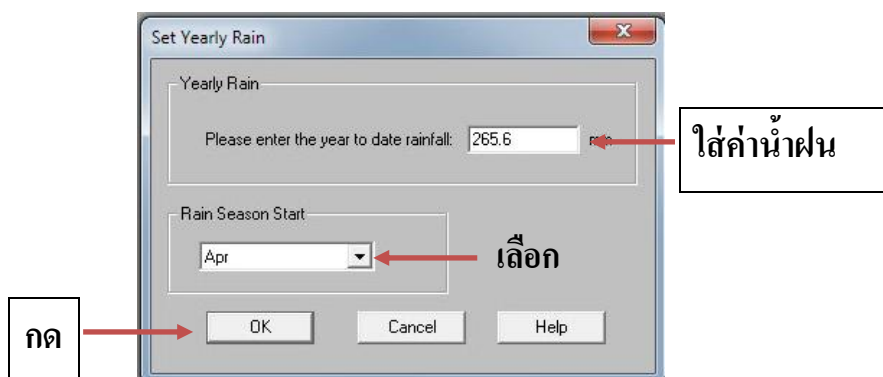 Set Yearly Rain
Yearly Rain
Please enter the year to date rainfall: 265.6 mm
ใส่ค่าน้ำฝน
Rain Season Start
Apr
เลือก
กด
OK Cancel Help